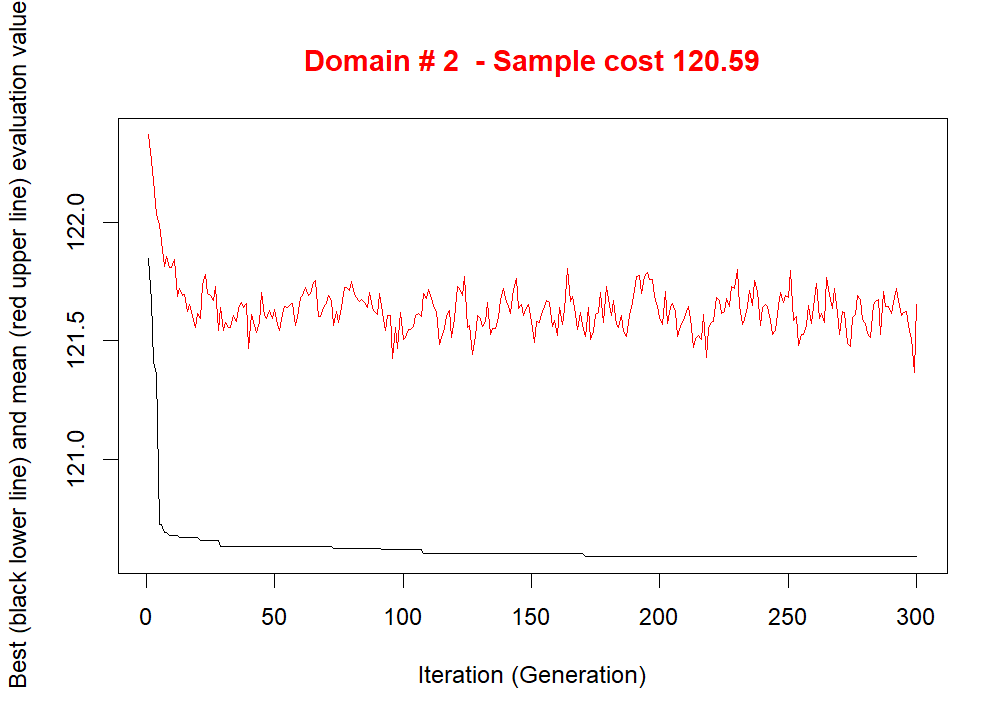 Domain # 2  - Sample cost 120.59
Best (black lower line) and mean (red upper line) evaluation value
122.0
121.5
121.0
0 50 100 150 200 250 300
Iteration (Generation)